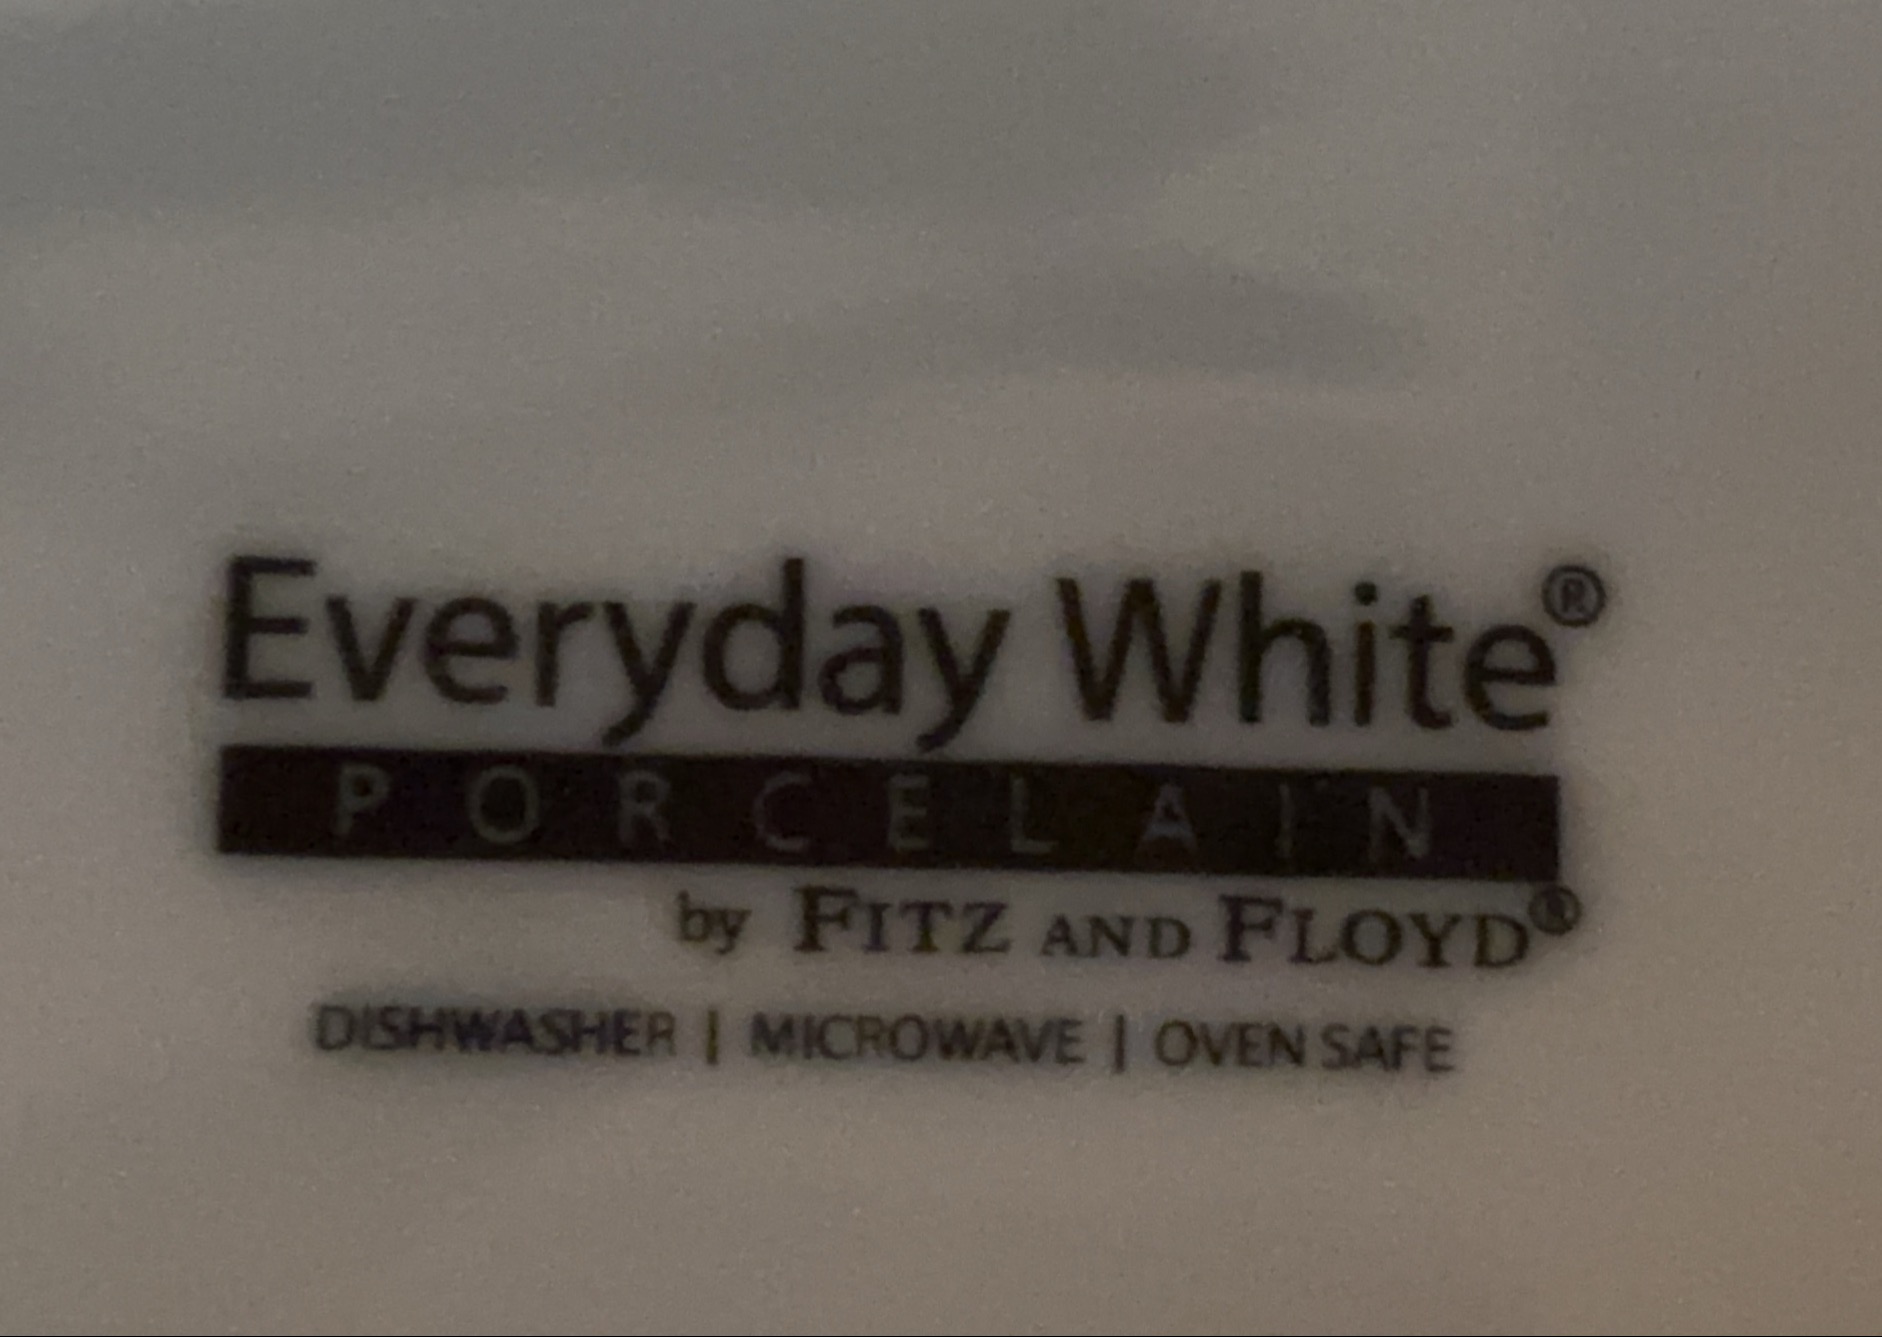 Everyday White®
PORCELAIN
by FITZ AND FLOYD®
DISHWASHER | MICROWAVE | OVEN SAFE